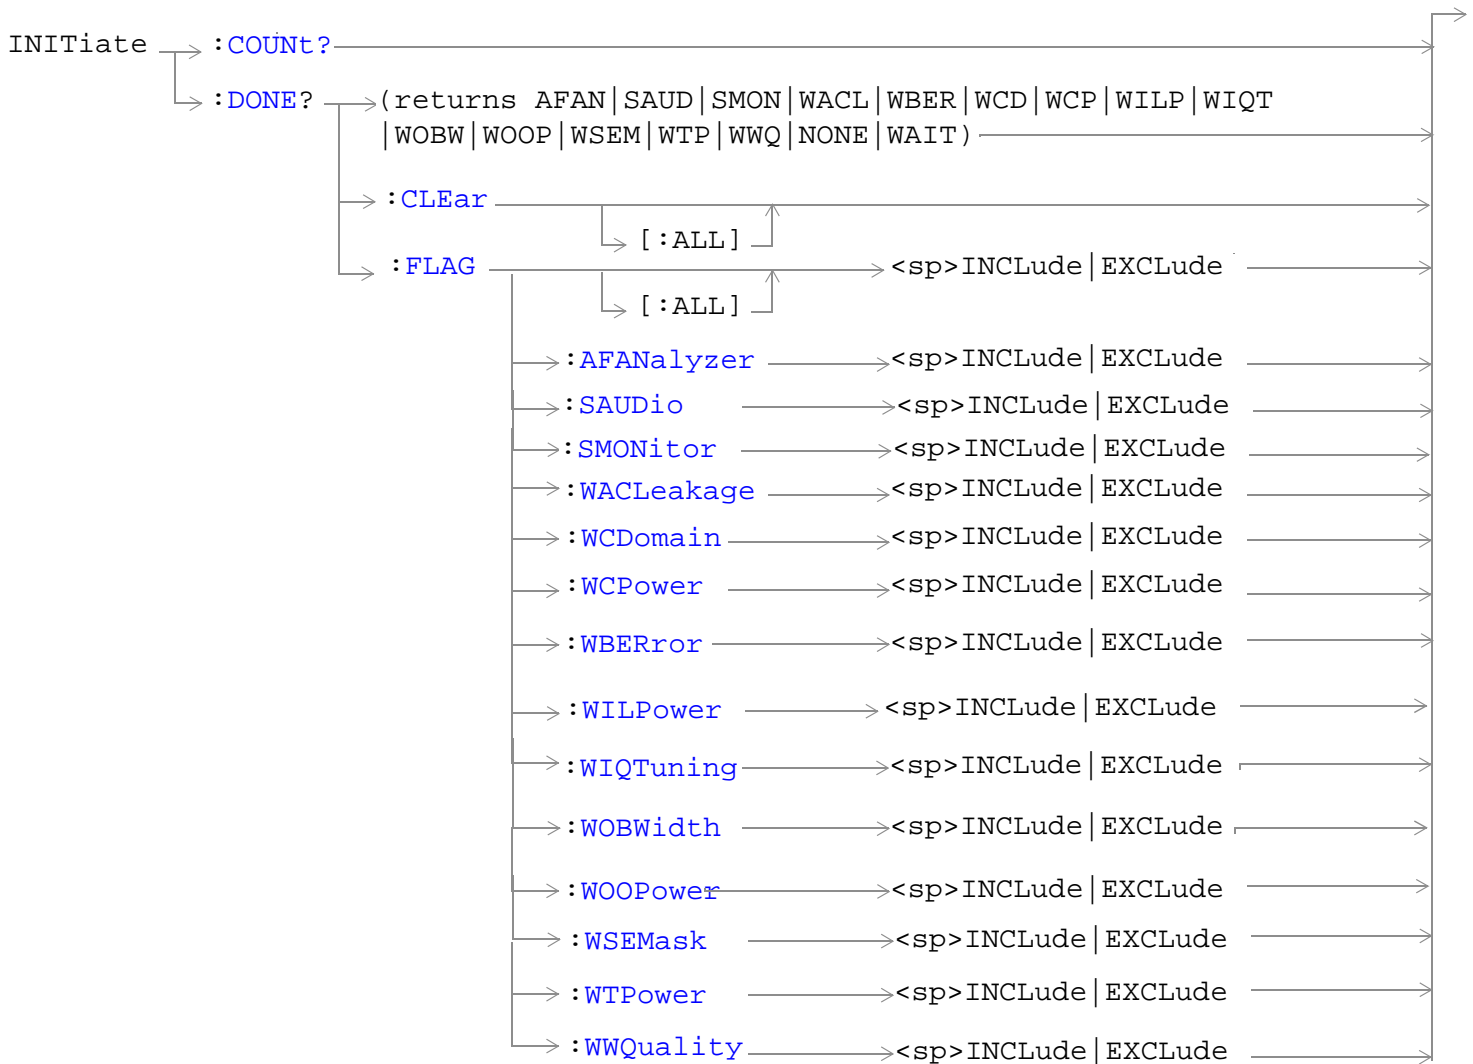 INITiate :COUNt?
:DONE? (returns AFAN|SAUD|SMON|WACL|WBER|WCD|WCP|WILP|WIQT
|WOBW|WOOP|WSEM|WTP|WWQ|NONE|WAIT)
:CLEar
[:ALL]
:FLAG <sp>INCLude|EXCLude
[:ALL]
:AFANalyzer <sp>INCLude|EXCLude
:SAUDio <sp>INCLude|EXCLude
:SMONitor <sp>INCLude|EXCLude
:WACLeakage <sp>INCLude|EXCLude
:WCDomain <sp>INCLude|EXCLude
:WCPower <sp>INCLude|EXCLude
:WBERror <sp>INCLude|EXCLude
:WILPower <sp>INCLude|EXCLude
:WIQTuning <sp>INCLude|EXCLude
:WOBWidth <sp>INCLude|EXCLude
:WOOPower <sp>INCLude|EXCLude
:WSEMask <sp>INCLude|EXCLude
:WTPower <sp>INCLude|EXCLude
:WWQuality <sp>INCLude|EXCLude